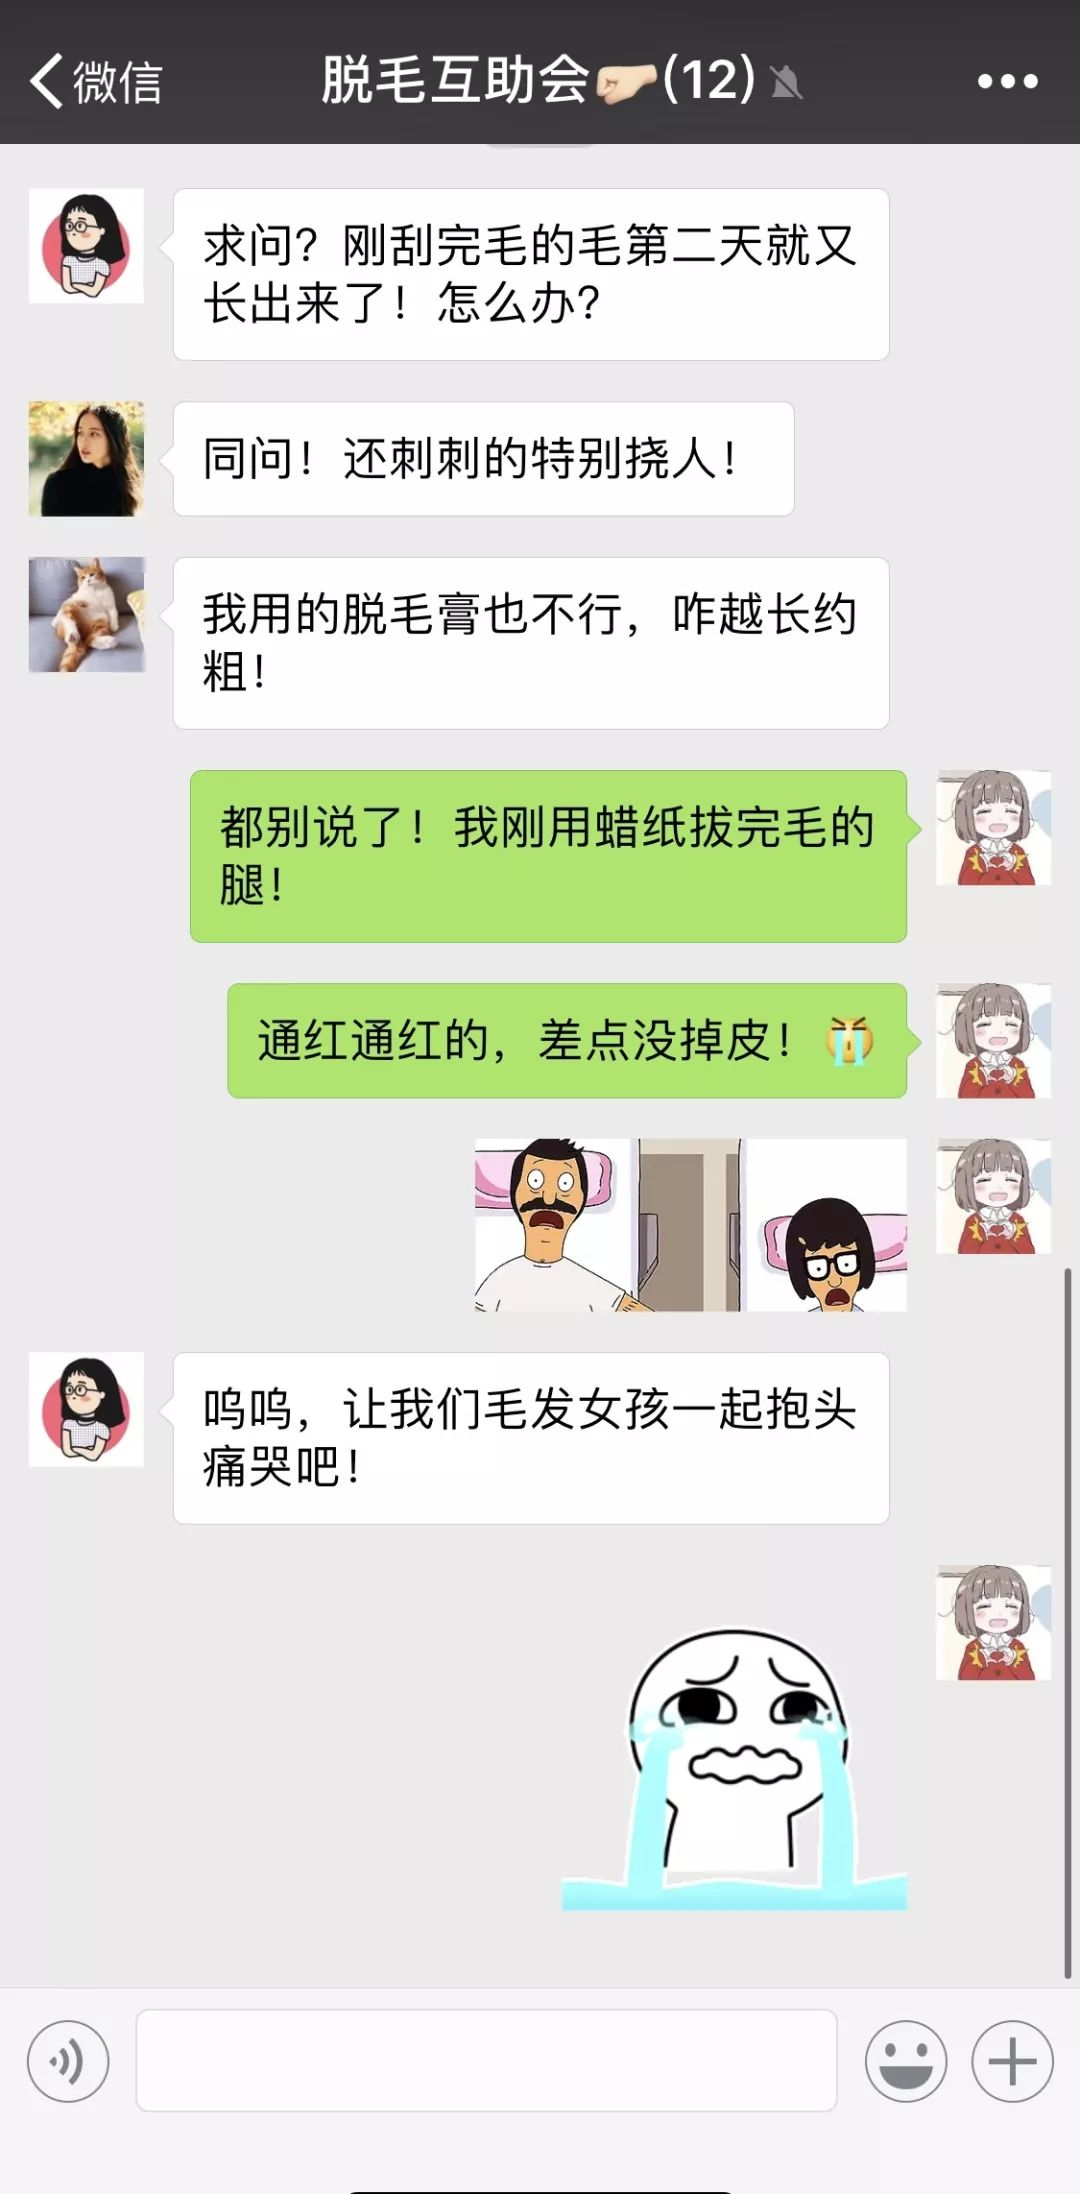 微信
脱毛互助会🤛🏻(12)
求问？刚刮完毛的毛第二天就又
长出来了！怎么办？
同问！还刺刺的特别挠人！
我用的脱毛膏也不行，咋越长约
粗！
都别说了！我刚用蜡纸拔完毛的
腿！
通红通红的，差点没掉皮！😭
呜呜，让我们毛发女孩一起抱头
痛哭吧！